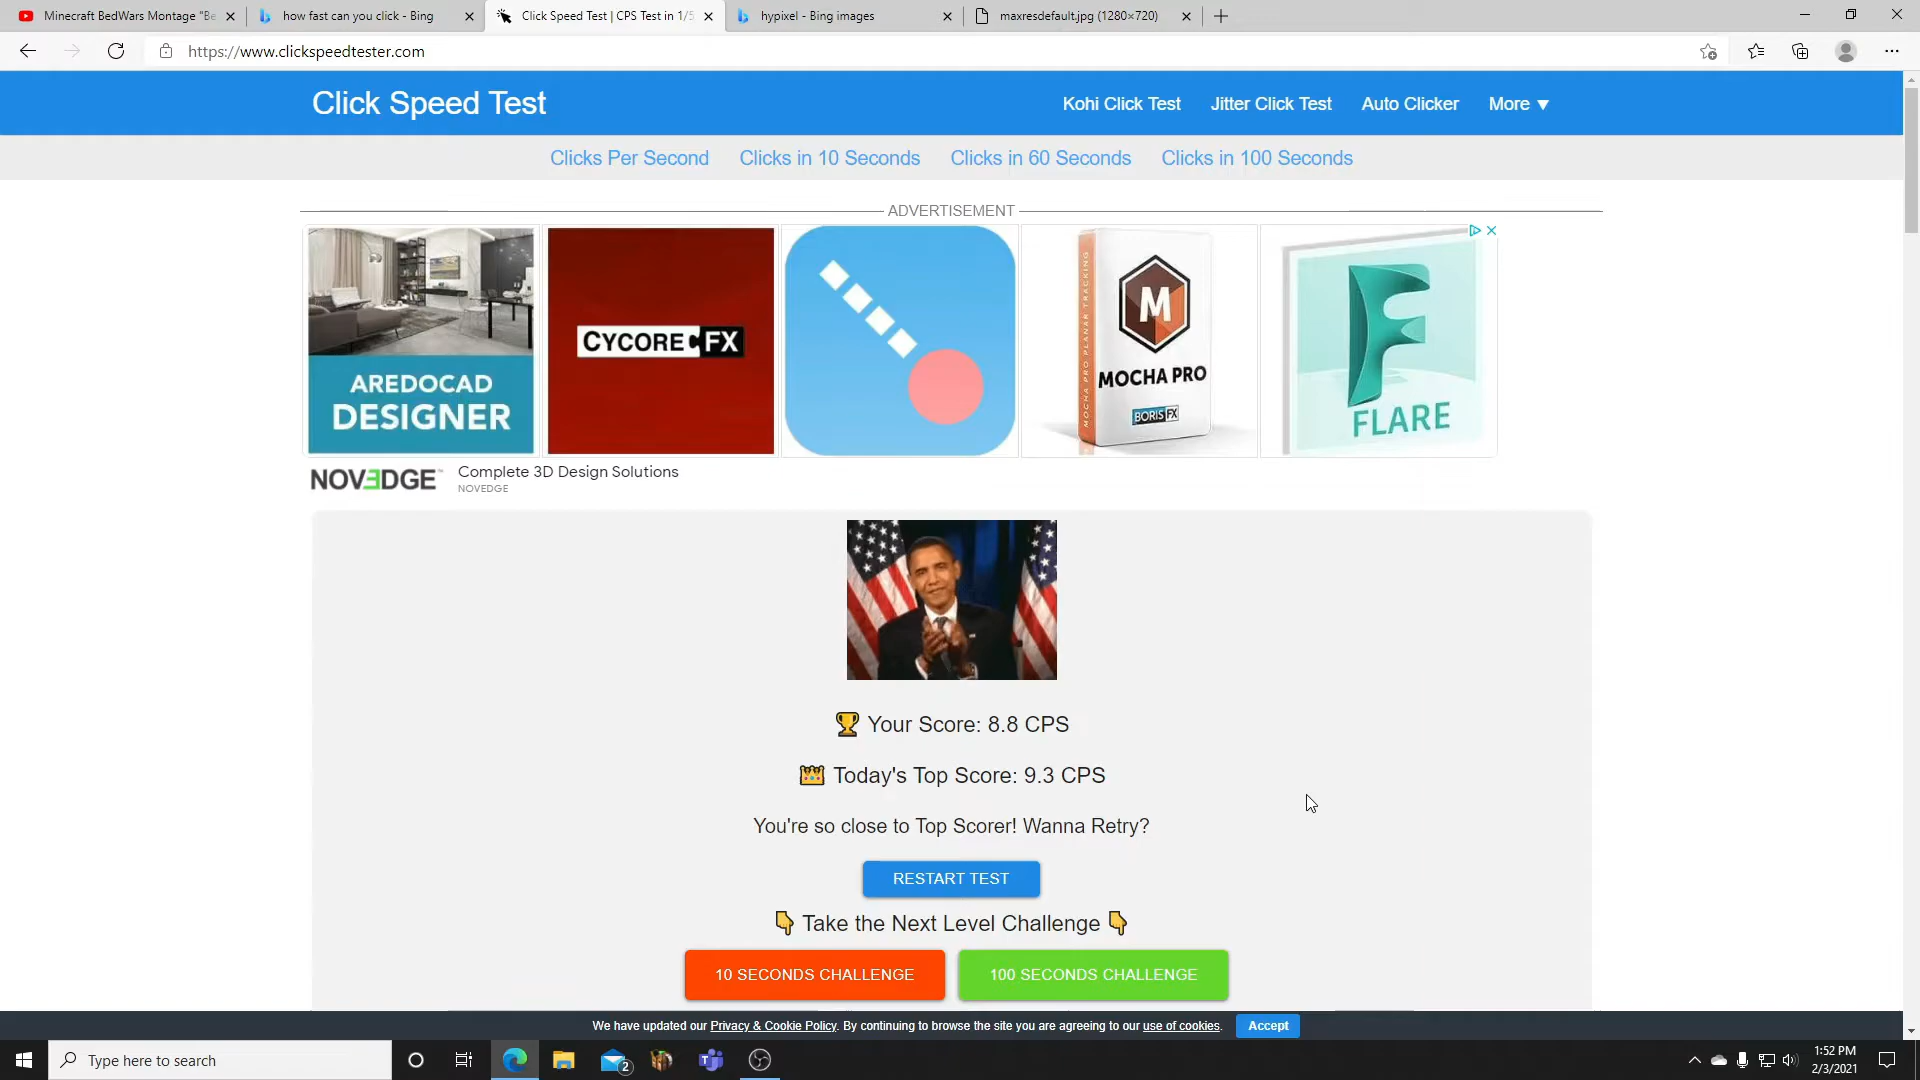 Minecraft BedWars Montage "Be
how fast can you click - Bing
Click Speed Test | CPS Test in 1/5
hypixel - Bing images
maxresdefault.jpg (1280×720)
https://www.clickspeedtester.com
Click Speed Test
Kohi Click Test
Jitter Click Test
Auto Clicker
More ▼
Clicks Per Second
Clicks in 10 Seconds
Clicks in 60 Seconds
Clicks in 100 Seconds
ADVERTISEMENT
AREDOCAD
DESIGNER
CYCORE FX
M
MOCHA PRO PLANAR TRACKING
MOCHA PRO
BORIS FX
FLARE
NOVEDGE™
Complete 3D Design Solutions
NOVEDGE
🏆 Your Score: 8.8 CPS
👑 Today's Top Score: 9.3 CPS
You're so close to Top Scorer! Wanna Retry?
RESTART TEST
👇 Take the Next Level Challenge 👇
10 SECONDS CHALLENGE
100 SECONDS CHALLENGE
We have updated our Privacy & Cookie Policy. By continuing to browse the site you are agreeing to our use of cookies.
Accept
Type here to search
2
1:52 PM
2/3/2021